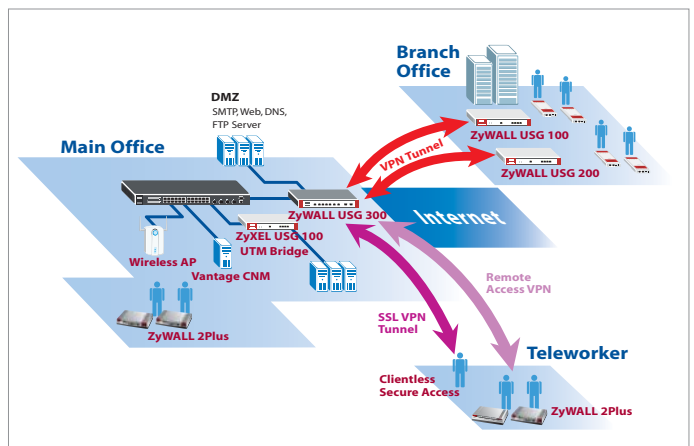 Branch
Office
DMZ
SMTP, Web, DNS,
FTP Server
ZyWALL USG 100
VPN Tunnel
Main Office
ZyWALL USG 200
ZyWALL USG 300
Internet
ZyXEL USG 100
UTM Bridge
Wireless AP
Vantage CNM
Remote
Access VPN
SSL VPN
Tunnel
ZyWALL 2Plus
Teleworker
Clientless
Secure Access
ZyWALL 2Plus